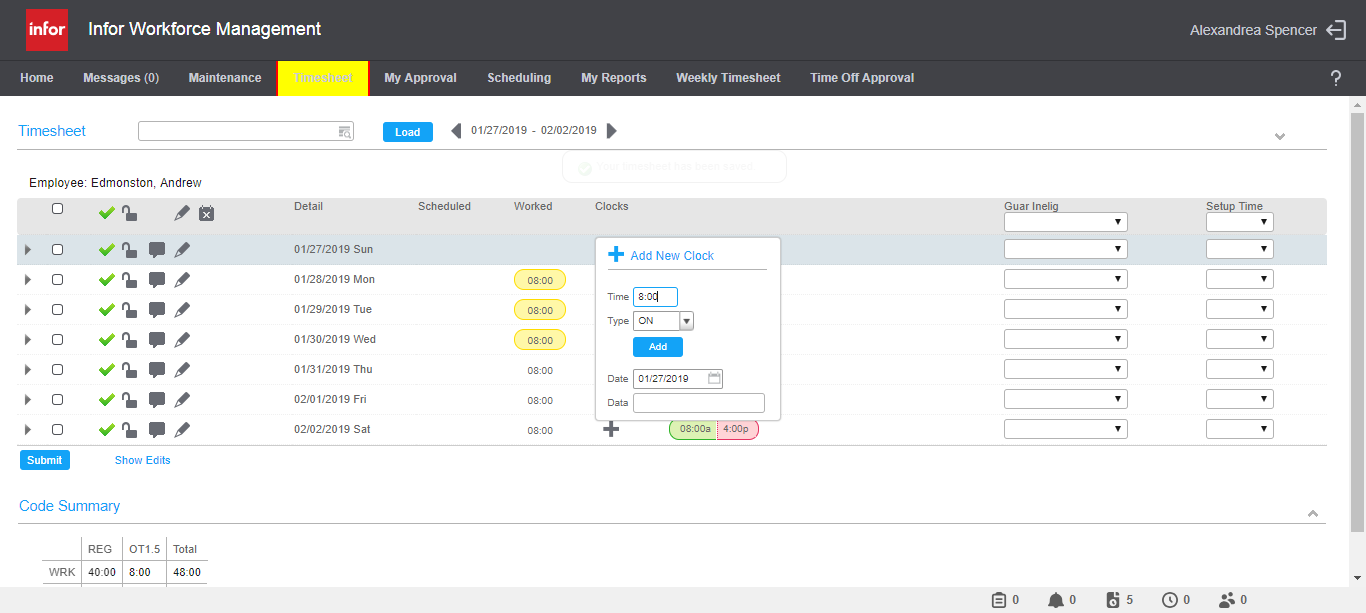 infor Infor Workforce Management Alexandrea Spencer
Home Messages (0) Maintenance Timesheet My Approval Scheduling My Reports Weekly Timesheet Time Off Approval ?
Timesheet Load 01/27/2019 - 02/02/2019
Employee: Edmonston, Andrew
Detail Scheduled Worked Clocks Guar Inelig Setup Time
01/27/2019 Sun
Add New Clock
01/28/2019 Mon 08:00
Time 8:00
01/29/2019 Tue 08:00
Type ON
01/30/2019 Wed 08:00
Add
01/31/2019 Thu 08:00
Date 01/27/2019
02/01/2019 Fri 08:00
Data
02/02/2019 Sat 08:00 08:00a 4:00p
Submit Show Edits
Code Summary
REG OT1.5 Total
WRK 40:00 8:00 48:00
0 0 5 0 0